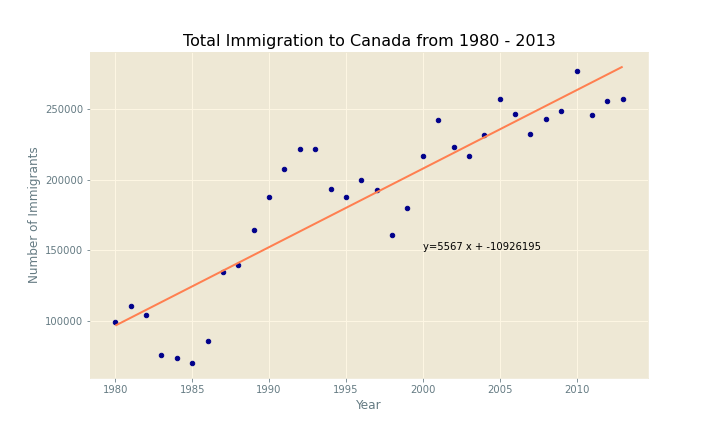 Total Immigration to Canada from 1980 - 2013
Number of Immigrants
250000
200000
150000
100000
y=5567 x + -10926195
1980 1985 1990 1995 2000 2005 2010
Year